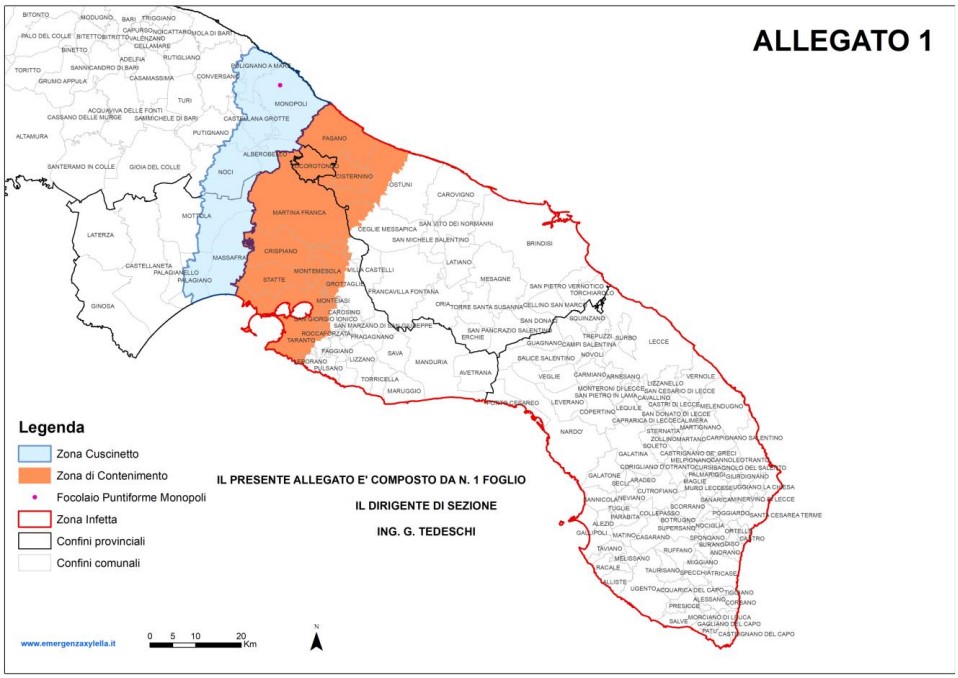 ALLEGATO 1
BITONTO
MODUGNO
BARI
TRIGGIANO
PALO DEL COLLE
BITETTO
BITRITTO
CAPURSO
NOICATTARO
MOLA DI BARI
VALENZANO
CELLAMARE
BINETTO
ADELFIA
RUTIGLIANO
TORITTO
SANNICANDRO DI BARI
GRUMO APPULA
CASAMASSIMA
CONVERSANO
POLIGNANO A MARE
TURI
MONOPOLI
ACQUAVIVA DELLE FONTI
CASSANO DELLE MURGE
SAMMICHELE DI BARI
CASTELLANA GROTTE
PUTIGNANO
ALTAMURA
FASANO
ALBEROBELLO
SANTERAMO IN COLLE
GIOIA DEL COLLE
NOCI
LOCOROTONDO
CISTERNINO
OSTUNI
CAROVIGNO
MOTTOLA
MARTINA FRANCA
LATERZA
CEGLIE MESSAPICA
SAN VITO DEI NORMANNI
SAN MICHELE SALENTINO
BRINDISI
CRISPIANO
MASSAFRA
CASTELLANETA
PALAGIANELLO
PALAGIANO
LATIANO
MONTEMESOLA
VILLA CASTELLI
STATTE
GROTTAGLIE
MESAGNE
FRANCAVILLA FONTANA
SAN PIETRO VERNOTICO
TORCHIAROLO
GINOSA
MONTEIASI
CAROSINO
ORIA
TORRE SANTA SUSANNA
CELLINO SAN MARCO
SAN GIORGIO IONICO
SAN MARZANO DI SAN GIUSEPPE
SAN DONACI
SQUINZANO
SAN PANCRAZIO SALENTINO
ERCHIE
ROCCAFORZATA
FRAGAGNANO
TARANTO
TREPUZZI
SURBO
LECCE
GUAGNANO
CAMPI SALENTINA
FAGGIANO
SAVA
LIZZANO
MANDURIA
NOVOLI
SALICE SALENTINO
LEPORANO
PULSANO
AVETRANA
TORRICELLA
VEGLIE
CARMIANO
ARNESANO
VERNOLE
LIZZANELLO
MARUGGIO
MONTERONI DI LECCE
SAN CESARIO DI LECCE
SAN PIETRO IN LAMA
CAVALLINO
PORTO CESAREO
LEVERANO
LEQUILE
CASTRI DI LECCE
MELENDUGNO
COPERTINO
SAN DONATO DI LECCE
CAPRARICA DI LECCE
CALIMERA
MARTIGNANO
NARDO'
STERNATIA
ZOLLINO
MARTANO
CARPIGNANO SALENTINO
SOLETO
GALATINA
CASTRIGNANO DE' GRECI
MELPIGNANO
CANNOLE
OTRANTO
CORIGLIANO D'OTRANTO
CURSI
BAGNOLO DEL SALENTO
GALATONE
PALMARIGGI
GIURDIGNANO
SECLI'
ARADEO
MAGLIE
MURO LECCESE
UGGIANO LA CHIESA
CUTROFIANO
SANNICOLA
NEVIANO
SANARICA
MINERVINO DI LECCE
TUGLIE
SCORRANO
PARABITA
COLLEPASSO
POGGIARDO
SANTA CESAREA TERME
ALEZIO
BOTRUGNO
NOCIGLIA
SUPERSANO
ORTELLE
GALLIPOLI
MATINO
CASARANO
SPONGANO
CASTRO
SURANO
DISO
TAVIANO
RUFFANO
ANDRANO
MELISSANO
MIGGIANO
RACALE
TAURISANO
SPECCHIA
TRICASE
ALLISTE
UGENTO
ACQUARICA DEL CAPO
TIGGIANO
ALESSANO
CORSANO
PRESICCE
MORCIANO DI LEUCA
SALVE
GAGLIANO DEL CAPO
PATU'
CASTRIGNANO DEL CAPO
Legenda
Zona Cuscinetto
Zona di Contenimento
Focolaio Puntiforme Monopoli
Zona Infetta
Confini provinciali
Confini comunali
IL PRESENTE ALLEGATO E' COMPOSTO DA N. 1 FOGLIO
IL DIRIGENTE DI SEZIONE
ING. G. TEDESCHI
www.emergenzaxylella.it
0 5 10 20
Km
N